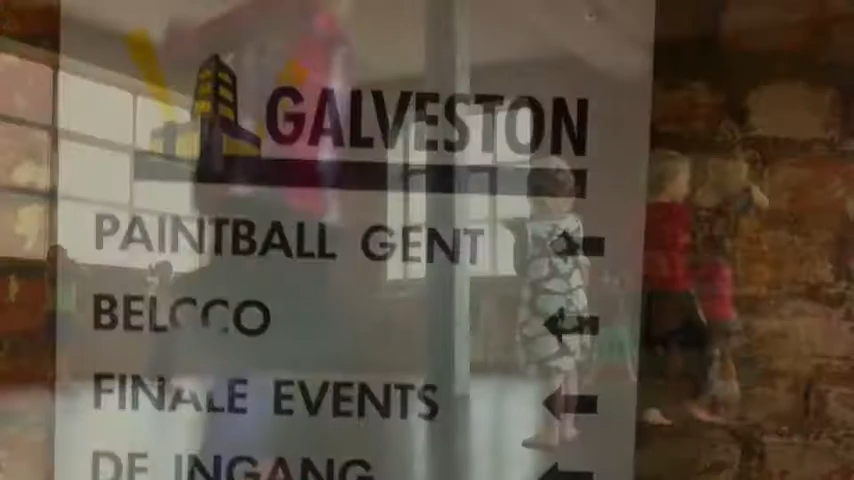 GALVESTON
PAINTBALL GENT
BELCCO
FINALE EVENTS
DE INGANG